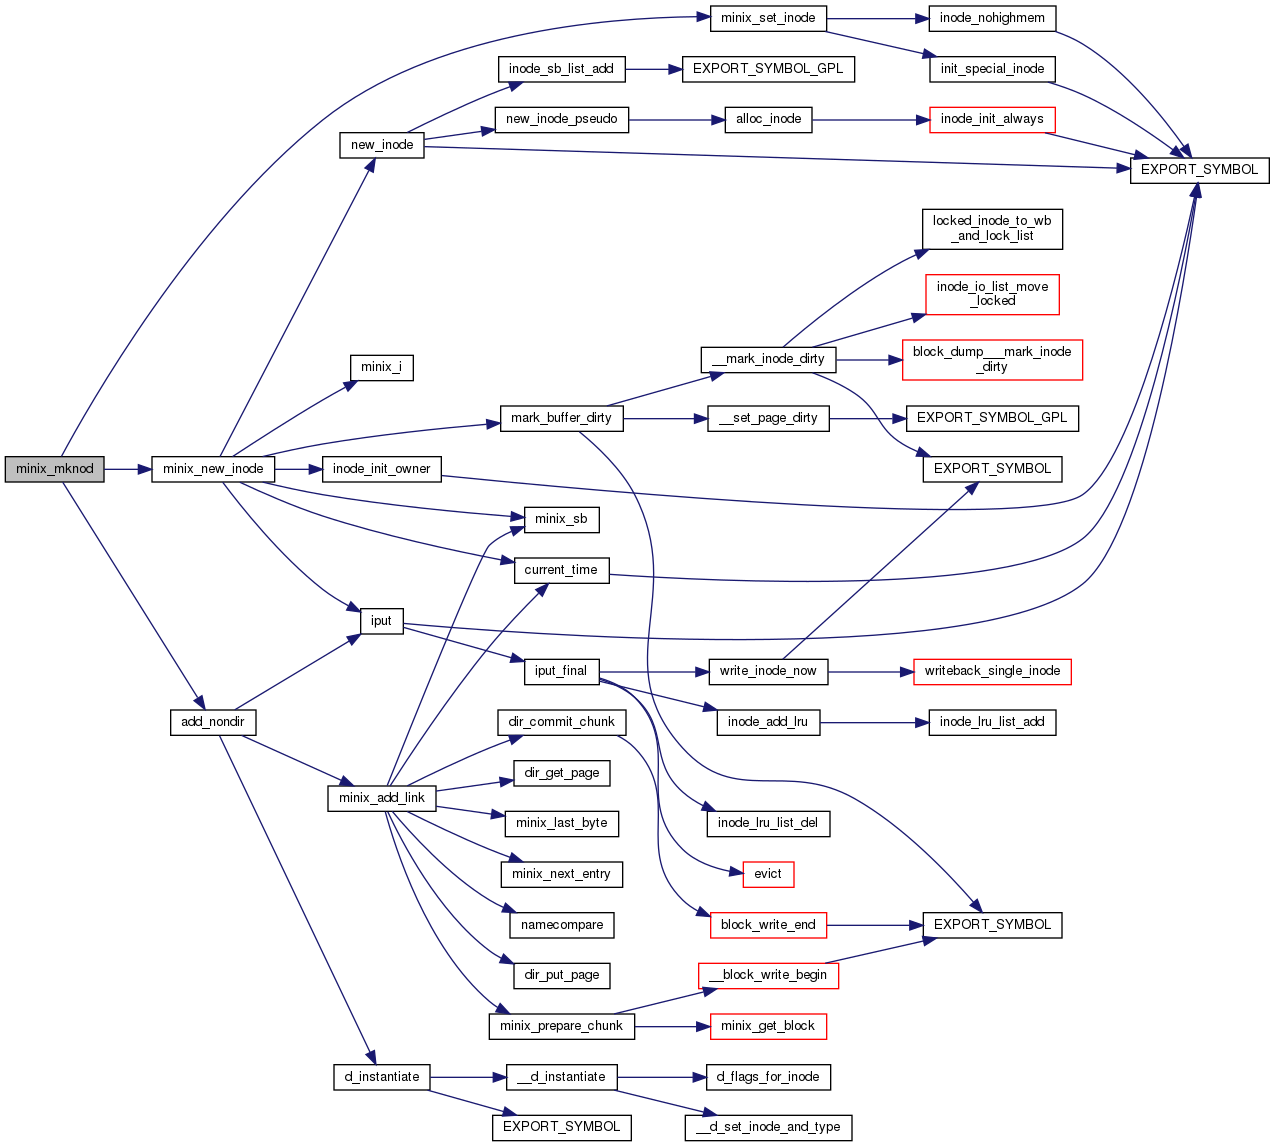 minix_set_inode
inode_nohighmem
inode_sb_list_add
EXPORT_SYMBOL_GPL
init_special_inode
new_inode_pseudo
alloc_inode
inode_init_always
new_inode
EXPORT_SYMBOL
locked_inode_to_wb
_and_lock_list
inode_io_list_move
_locked
minix_i
__mark_inode_dirty
block_dump___mark_inode
_dirty
mark_buffer_dirty
__set_page_dirty
EXPORT_SYMBOL_GPL
minix_mknod
minix_new_inode
inode_init_owner
EXPORT_SYMBOL
minix_sb
current_time
iput
iput_final
write_inode_now
writeback_single_inode
add_nondir
dir_commit_chunk
inode_add_lru
inode_lru_list_add
dir_get_page
minix_add_link
minix_last_byte
inode_lru_list_del
minix_next_entry
evict
namecompare
block_write_end
EXPORT_SYMBOL
dir_put_page
__block_write_begin
minix_prepare_chunk
minix_get_block
d_instantiate
__d_instantiate
d_flags_for_inode
EXPORT_SYMBOL
__d_set_inode_and_type